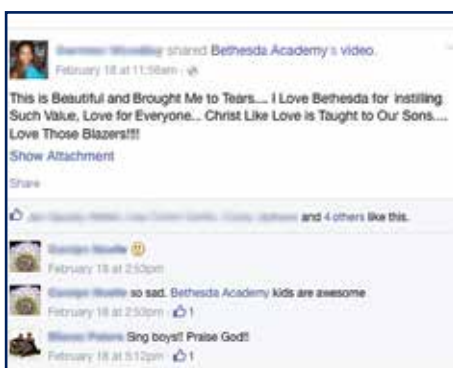 shared Bethesda Academy's video.
February 18 at 11:56am
This is Beautiful and Brought Me to Tears.... I Love Bethesda for instilling
Such Value, Love for Everyone... Christ Like Love is Taught to Our Sons....
Love Those Blazers!!!!
Show Attachment
Share
and 4 others like this.
February 18 at 2:53pm
so sad. Bethesda Academy kids are awesome
February 18 at 2:53pm · 1
Sing boys!! Praise God!!
February 18 at 5:12pm · 1